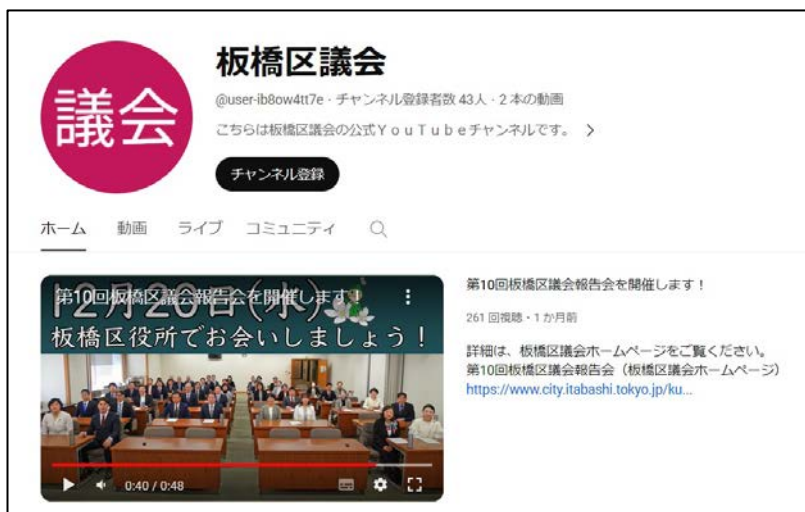 議会
板橋区議会
@user-ib8ow4tt7e・チャンネル登録者数 43人・2 本の動画
こちらは板橋区議会の公式ＹｏｕＴｕｂｅチャンネルです。
チャンネル登録
ホーム 動画 ライブ コミュニティ
第10回板橋区議会報告会を開催します！
12月20日(水)
板橋区役所でお会いしましょう！
0:40 / 0:48
第10回板橋区議会報告会を開催します！
261 回視聴・1 か月前
詳細は、板橋区議会ホームページをご覧ください。
第10回板橋区議会報告会（板橋区議会ホームページ）
https://www.city.itabashi.tokyo.jp/ku...